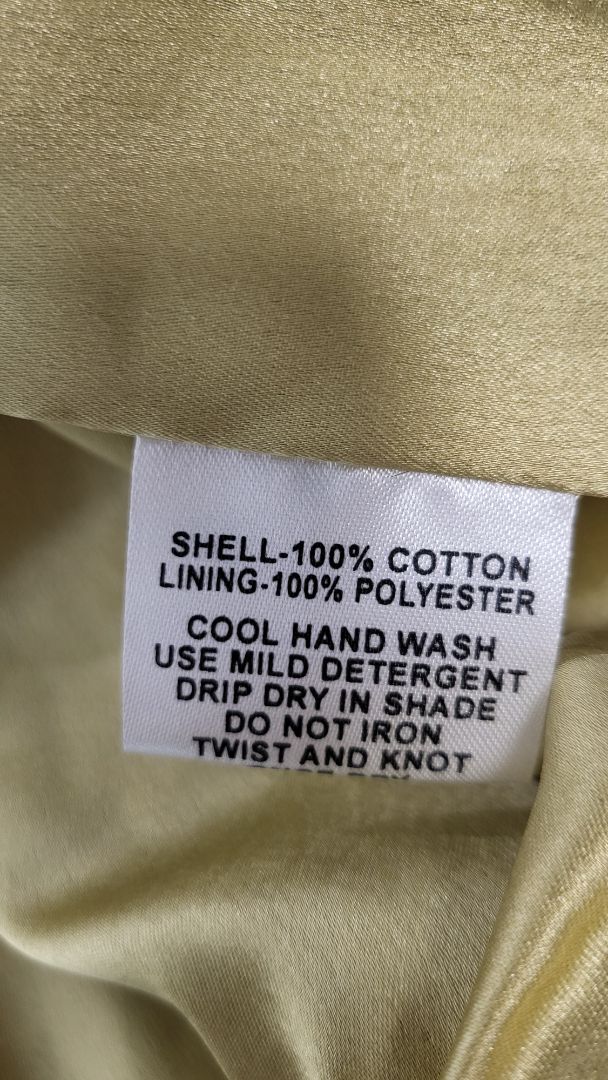 SHELL-100% COTTON
LINING-100% POLYESTER
COOL HAND WASH
USE MILD DETERGENT
DRIP DRY IN SHADE
DO NOT IRON
TWIST AND KNOT